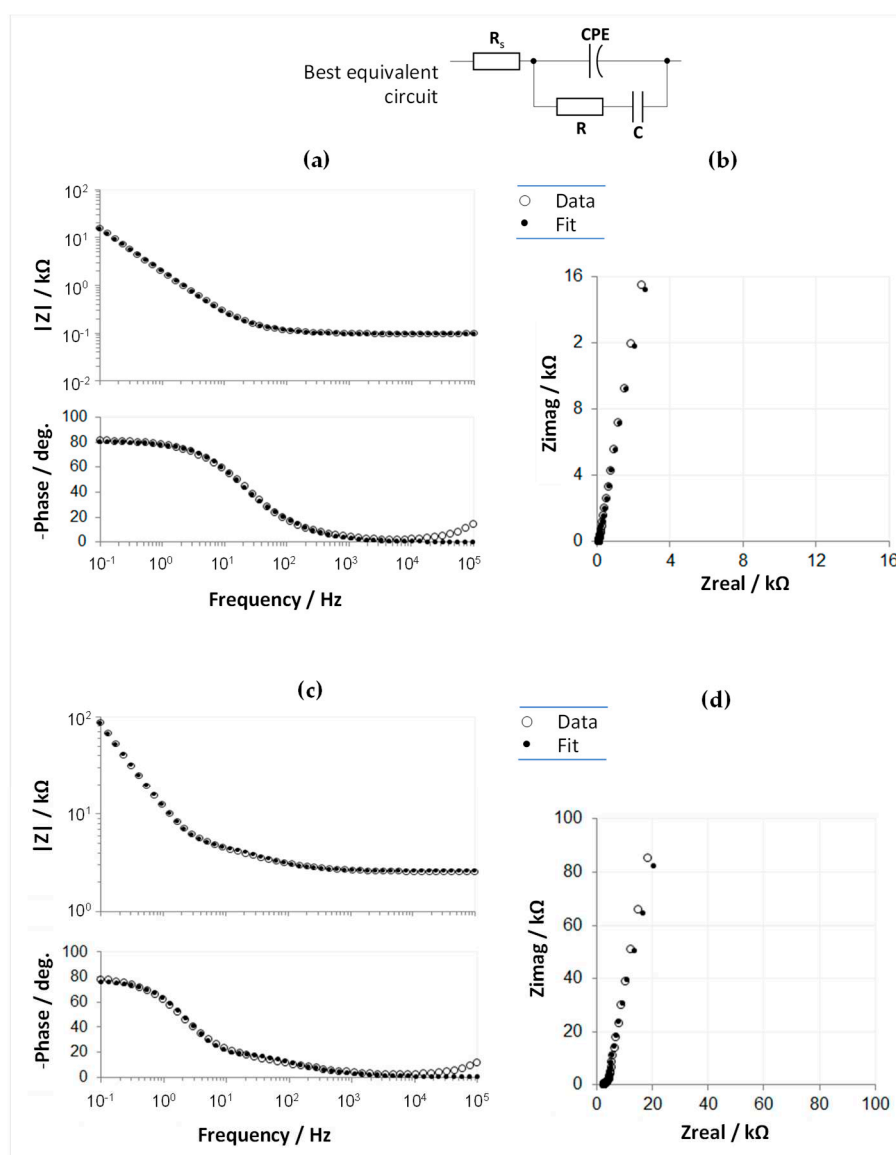 R_s
CPE
Best equivalent
circuit
R
C
(a)
10²
10¹
10⁰
10⁻¹
10⁻²
|Z| / kΩ
100
80
60
40
20
0
-Phase / deg.
10⁻¹ 10⁰ 10¹ 10² 10³ 10⁴ 10⁵
Frequency / Hz
(b)
Data
Fit
16
2
8
4
0
Zimag / kΩ
0 4 8 12 16
Zreal / kΩ
(c)
10²
10¹
10⁰
|Z| / kΩ
100
80
60
40
20
0
-Phase / deg.
10⁻¹ 10⁰ 10¹ 10² 10³ 10⁴ 10⁵
Frequency / Hz
(d)
Data
Fit
100
80
60
40
20
0
Zimag / kΩ
0 20 40 60 80 100
Zreal / kΩ